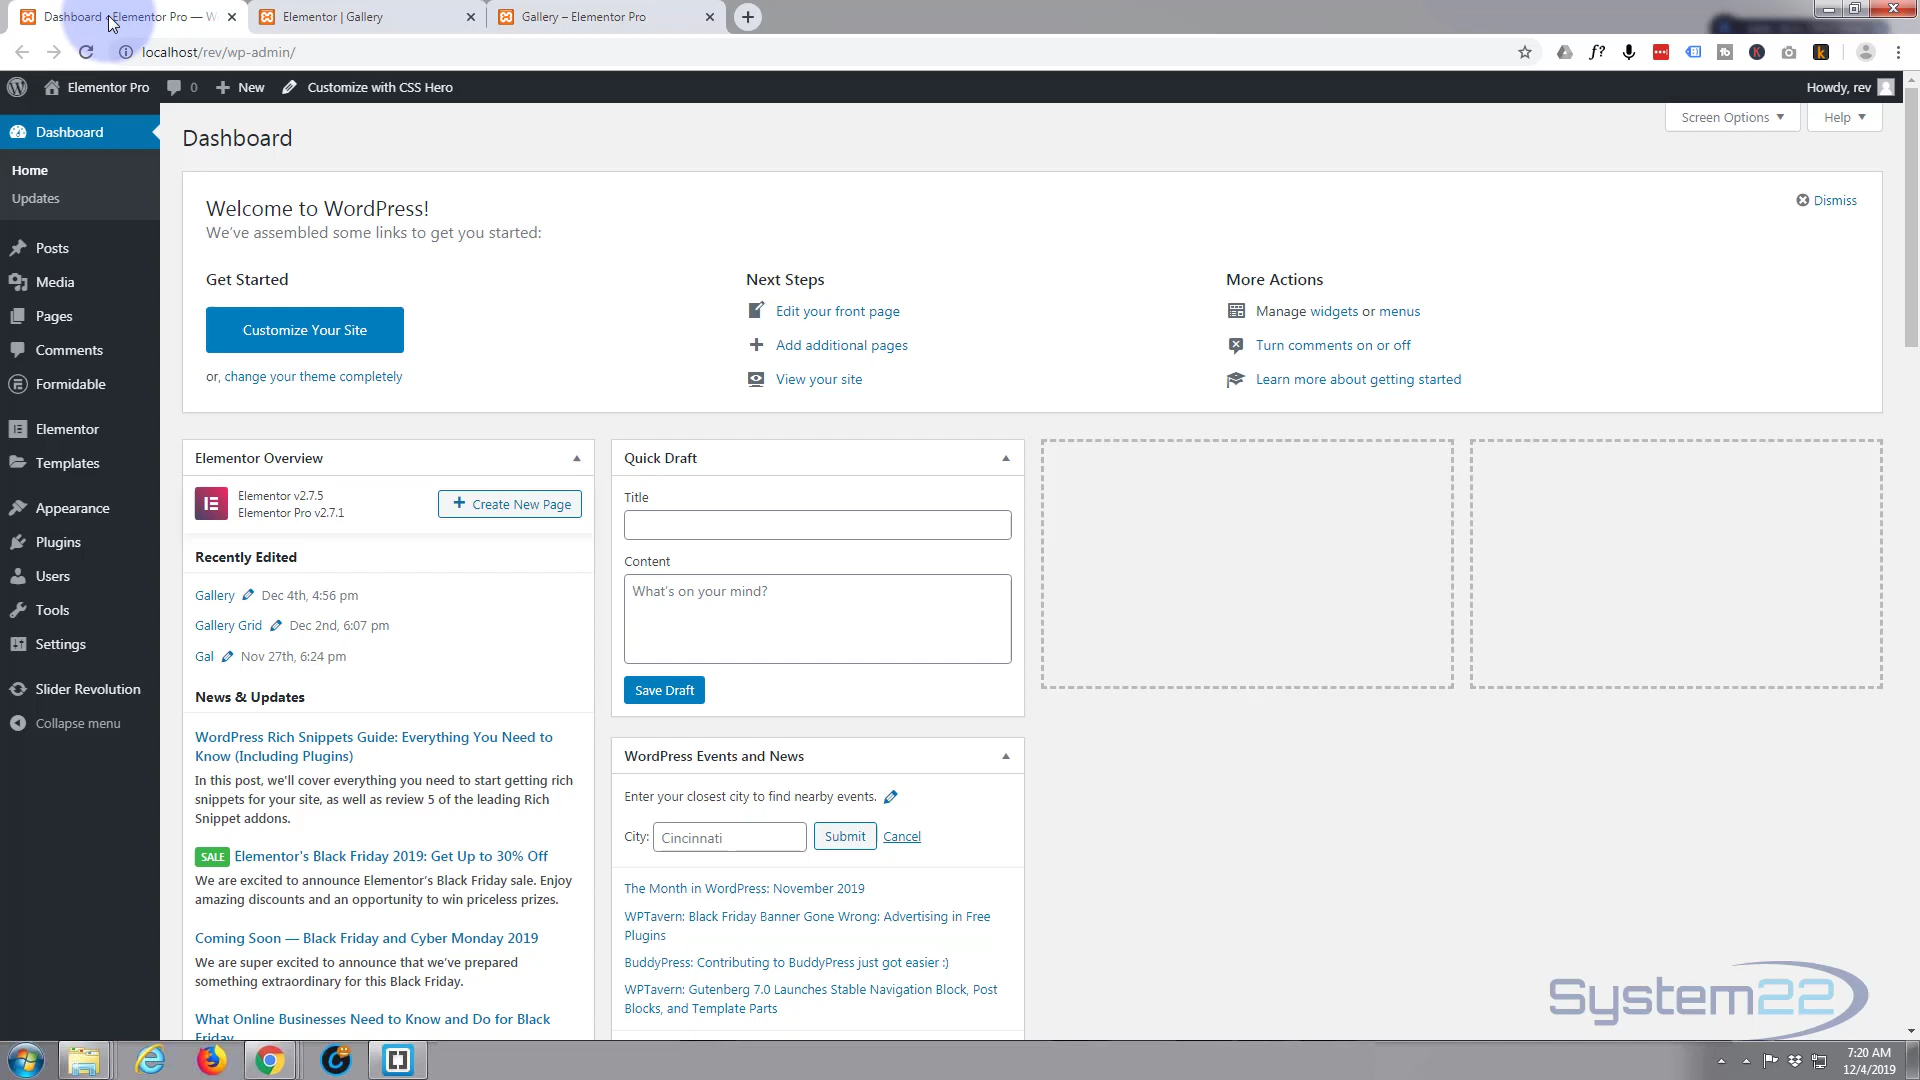 Dashboard ‹ Elementor Pro — W
Elementor | Gallery
Gallery – Elementor Pro
localhost/rev/wp-admin/
Elementor Pro
0
New
Customize with CSS Hero
Howdy, rev
Dashboard
Home
Updates
Posts
Media
Pages
Comments
Formidable
Elementor
Templates
Appearance
Plugins
Users
Tools
Settings
Slider Revolution
Collapse menu
Dashboard
Screen Options
Help
Welcome to WordPress!
We've assembled some links to get you started:
Dismiss
Get Started
Customize Your Site
or, change your theme completely
Next Steps
Edit your front page
Add additional pages
View your site
More Actions
Manage widgets or menus
Turn comments on or off
Learn more about getting started
Elementor Overview
Elementor v2.7.5
Elementor Pro v2.7.1
Create New Page
Recently Edited
Gallery Dec 4th, 4:56 pm
Gallery Grid Dec 2nd, 6:07 pm
Gal Nov 27th, 6:24 pm
News & Updates
WordPress Rich Snippets Guide: Everything You Need to
Know (Including Plugins)
In this post, we'll cover everything you need to start getting rich
snippets for your site, as well as review 5 of the leading Rich
Snippet addons.
SALE Elementor's Black Friday 2019: Get Up to 30% Off
We are excited to announce Elementor's Black Friday sale. Enjoy
amazing discounts and an opportunity to win priceless prizes.
Coming Soon — Black Friday and Cyber Monday 2019
We are super excited to announce that we've prepared
something extraordinary for this Black Friday.
What Online Businesses Need to Know and Do for Black
Friday
Quick Draft
Title
Content
What's on your mind?
Save Draft
WordPress Events and News
Enter your closest city to find nearby events.
City: Cincinnati Submit Cancel
The Month in WordPress: November 2019
WPTavern: Black Friday Banner Gone Wrong: Advertising in Free
Plugins
BuddyPress: Contributing to BuddyPress just got easier :)
WPTavern: Gutenberg 7.0 Launches Stable Navigation Block, Post
Blocks, and Template Parts
System22
7:20 AM
12/4/2019